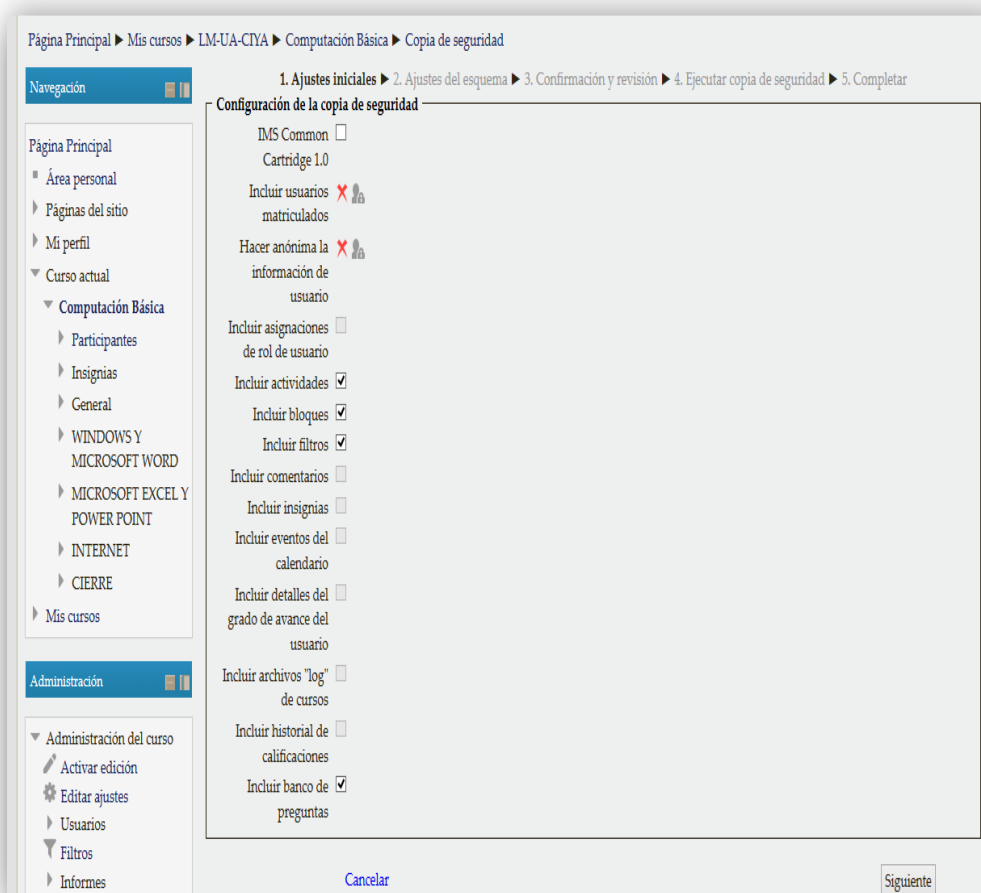 Página Principal ▶ Mis cursos ▶ LM-UA-CIYA ▶ Computación Básica ▶ Copia de seguridad
Navegación
Página Principal
Área personal
Páginas del sitio
Mi perfil
Curso actual
Computación Básica
Participantes
Insignias
General
WINDOWS Y
MICROSOFT WORD
MICROSOFT EXCEL Y
POWER POINT
INTERNET
CIERRE
Mis cursos
Administración
Administración del curso
Activar edición
Editar ajustes
Usuarios
Filtros
Informes
1. Ajustes iniciales ▶ 2. Ajustes del esquema ▶ 3. Confirmación y revisión ▶ 4. Ejecutar copia de seguridad ▶ 5. Completar
Configuración de la copia de seguridad
IMS Common
Cartridge 1.0
Incluir usuarios
matriculados
Hacer anónima la
información de
usuario
Incluir asignaciones
de rol de usuario
Incluir actividades
Incluir bloques
Incluir filtros
Incluir comentarios
Incluir insignias
Incluir eventos del
calendario
Incluir detalles del
grado de avance del
usuario
Incluir archivos "log"
de cursos
Incluir historial de
calificaciones
Incluir banco de
preguntas
Cancelar
Siguiente